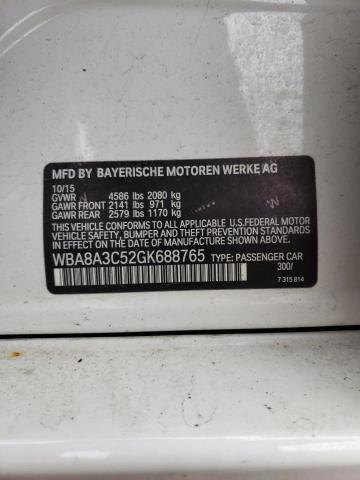 MFD BY BAYERISCHE MOTOREN WERKE AG
10/15
GVWR 4586 lbs 2080 kg
GAWR FRONT 2141 lbs 971 kg
GAWR REAR 2579 lbs 1170 kg
THIS VEHICLE CONFORMS TO ALL APPLICABLE U.S.FEDERAL MOTOR
VEHICLE SAFETY, BUMPER AND THEFT PREVENTION STANDARDS IN
EFFECT ON THE DATE OF MANUFACTURE SHOWN ABOVE.
WBA8A3C52GK688765 TYPE: PASSENGER CAR
300/
7 315 814